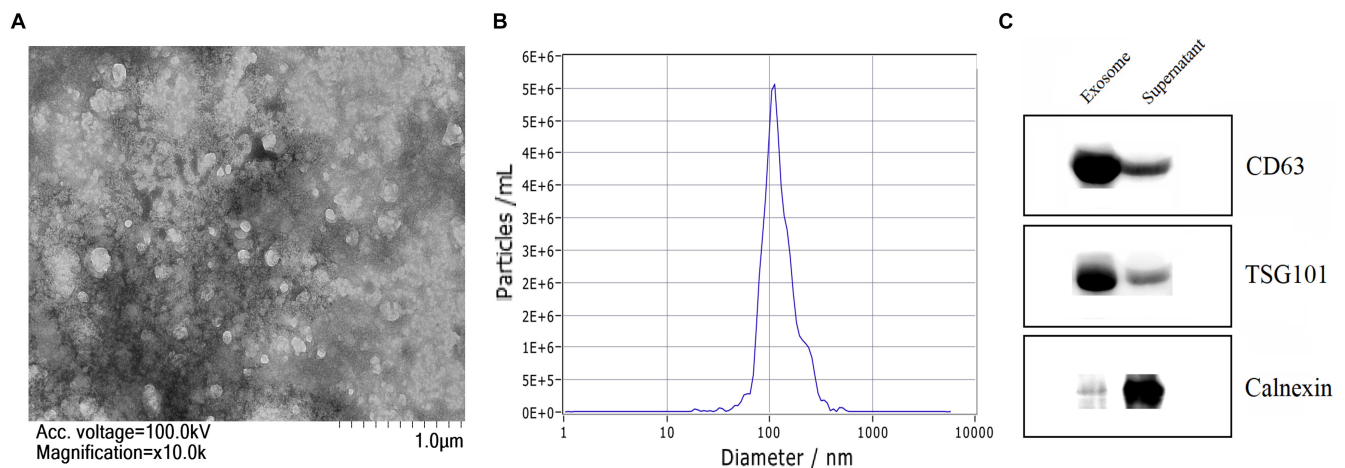 A
B
C
Acc. voltage=100.0kV
Magnification=x10.0k
1.0µm
6E+6
5E+6
5E+6
4E+6
4E+6
3E+6
3E+6
2E+6
2E+6
1E+6
5E+5
0E+0
Particles /mL
1
10
100
1000
10000
Diameter / nm
Exosome
Supernatant
CD63
TSG101
Calnexin